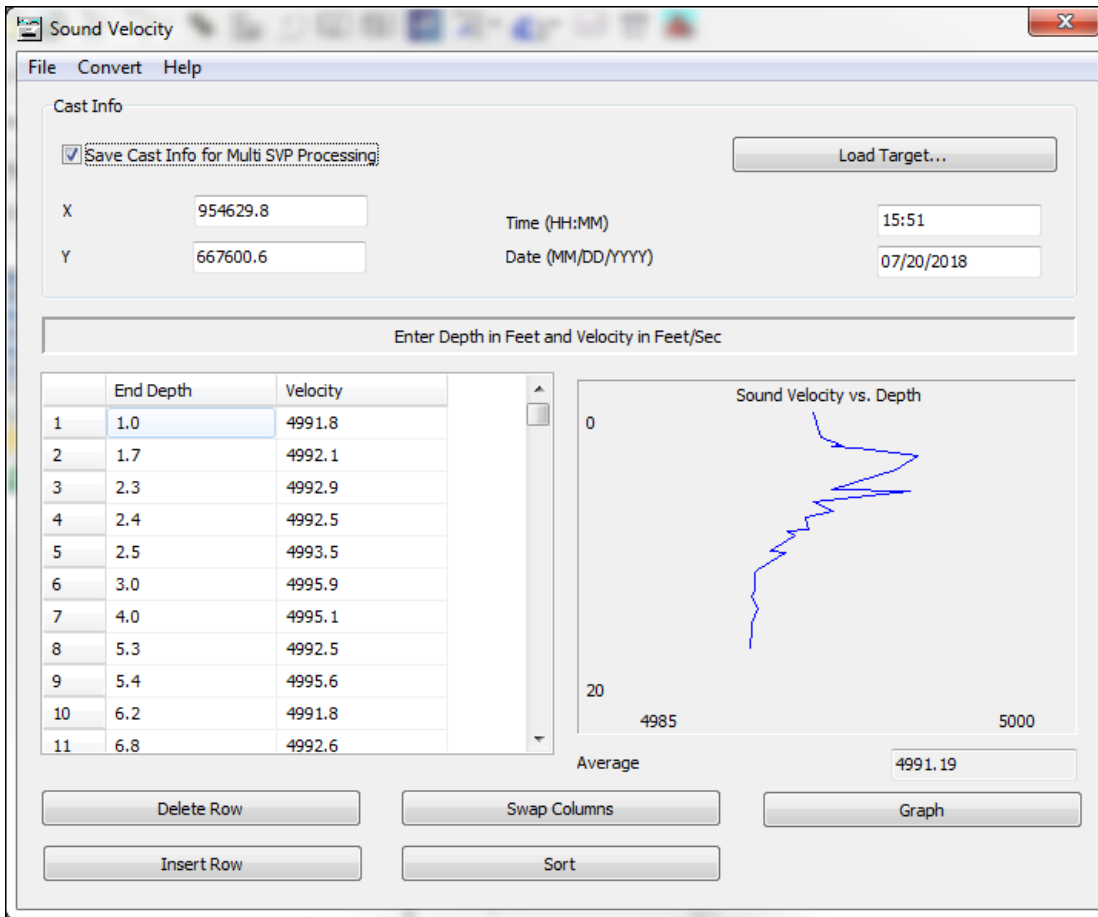 Sound Velocity
File Convert Help
Cast Info
Save Cast Info for Multi SVP Processing
Load Target...
X 954629.8 Time (HH:MM) 15:51
Y 667600.6 Date (MM/DD/YYYY) 07/20/2018
Enter Depth in Feet and Velocity in Feet/Sec
End Depth Velocity
1 1.0 4991.8
2 1.7 4992.1
3 2.3 4992.9
4 2.4 4992.5
5 2.5 4993.5
6 3.0 4995.9
7 4.0 4995.1
8 5.3 4992.5
9 5.4 4995.6
10 6.2 4991.8
11 6.8 4992.6
Sound Velocity vs. Depth
0
20
4985 5000
Average 4991.19
Delete Row Swap Columns Graph
Insert Row Sort